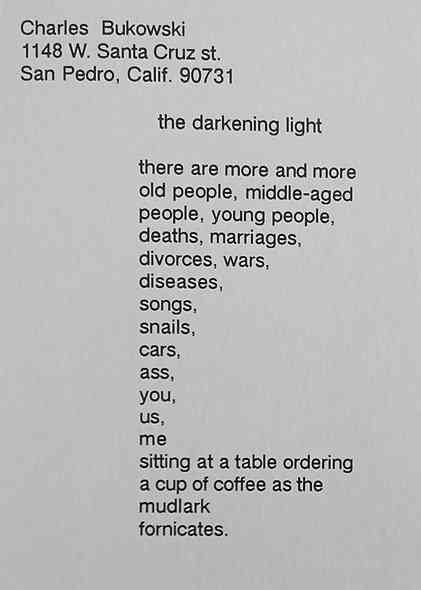 Charles Bukowski
1148 W. Santa Cruz st.
San Pedro, Calif. 90731
the darkening light
there are more and more
old people, middle-aged
people, young people,
deaths, marriages,
divorces, wars,
diseases,
songs,
snails,
cars,
ass,
you,
us,
me
sitting at a table ordering
a cup of coffee as the
mudlark
fornicates.